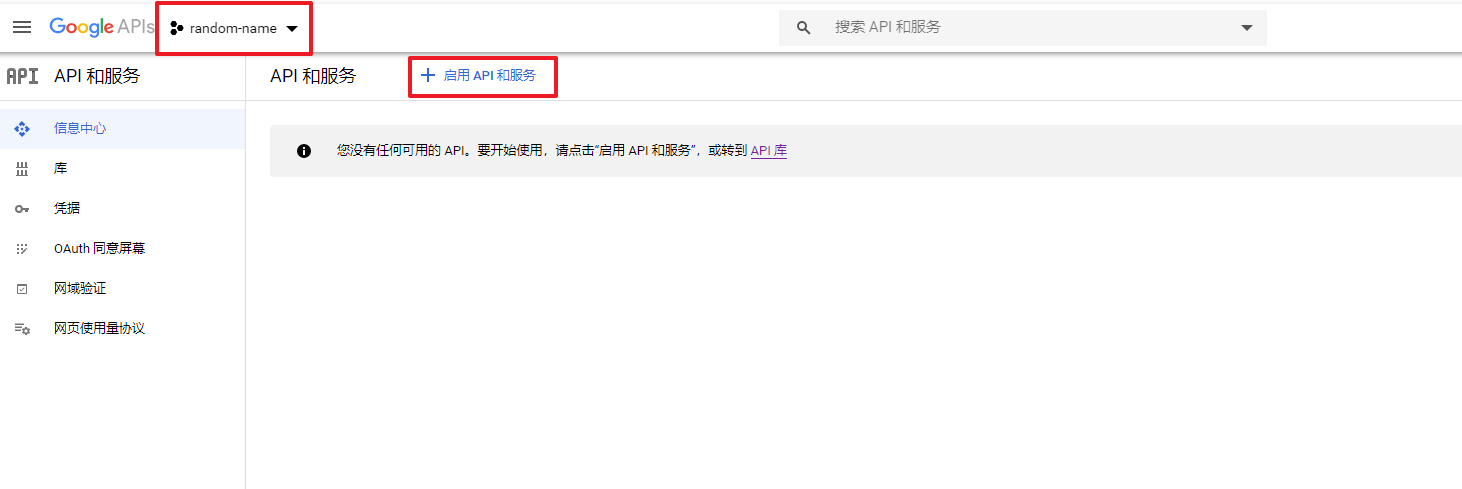 Google APIs random-name 搜索 API 和服务
API API 和服务 API 和服务 启用 API 和服务
信息中心
您没有任何可用的 API。要开始使用，请点击“启用 API 和服务”，或转到 API 库
库
凭据
OAuth 同意屏幕
网域验证
网页使用量协议